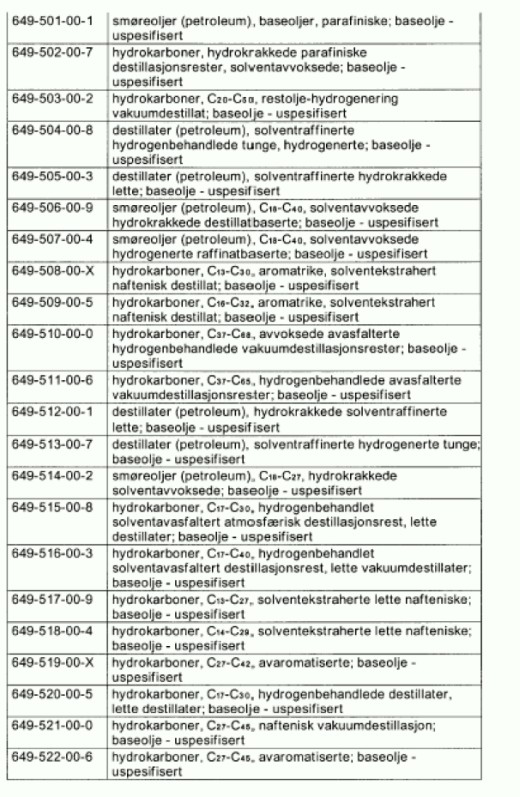 649-501-00-1 smøreoljer (petroleum), baseoljer, parafiniske; baseolje -
uspesifisert
649-502-00-7 hydrokarboner, hydrokrakkede parafiniske
destillasjonsrester, solventavvoksede; baseolje -
uspesifisert
649-503-00-2 hydrokarboner, C₂₀-C₅₀, restolje-hydrogenering
vakuumdestillat; baseolje - uspesifisert
649-504-00-8 destillater (petroleum), solventraffinerte
hydrogenbehandlede tunge, hydrogenerte; baseolje -
uspesifisert
649-505-00-3 destillater (petroleum), solventraffinerte hydrokrakkede
lette; baseolje - uspesifisert
649-506-00-9 smøreoljer (petroleum), C₁₈-C₄₀, solventavvoksede
hydrokrakkede destillatbaserte; baseolje - uspesifisert
649-507-00-4 smøreoljer (petroleum), C₁₈-C₄₀, solventavvoksede
hydrogenerte raffinatbaserte; baseolje - uspesifisert
649-508-00-X hydrokarboner, C₁₃-C₃₀, aromatrike, solventekstrahert
naftenisk destillat; baseolje - uspesifisert
649-509-00-5 hydrokarboner, C₁₆-C₃₂, aromatrike, solventekstrahert
naftenisk destillat; baseolje - uspesifisert
649-510-00-0 hydrokarboner, C₃₇-C₆₈, avvoksede avasfalterte
hydrogenbehandlede vakuumdestillasjonsrester; baseolje -
uspesifisert
649-511-00-6 hydrokarboner, C₃₇-C₆₅, hydrogenbehandlede avasfalterte
vakuumdestillasjonsrester; baseolje - uspesifisert
649-512-00-1 destillater (petroleum), hydrokrakkede solventraffinerte
lette; baseolje - uspesifisert
649-513-00-7 destillater (petroleum), solventraffinerte hydrogenerte tunge;
baseolje - uspesifisert
649-514-00-2 smøreoljer (petroleum), C₁₈-C₂₇, hydrokrakkede
solventavvoksede; baseolje - uspesifisert
649-515-00-8 hydrokarboner, C₁₇-C₃₀, hydrogenbehandlet
solventavasfaltert atmosfærisk destillasjonsrest, lette
destillater; baseolje - uspesifisert
649-516-00-3 hydrokarboner, C₁₇-C₄₀, hydrogenbehandlet
solventavasfaltert destillasjonsrest, lette vakuumdestillater;
baseolje - uspesifisert
649-517-00-9 hydrokarboner, C₁₃-C₂₇, solventekstraherte lette nafteniske;
baseolje - uspesifisert
649-518-00-4 hydrokarboner, C₁₄-C₂₉, solventekstraherte lette nafteniske;
baseolje - uspesifisert
649-519-00-X hydrokarboner, C₂₇-C₄₂, avaromatiserte; baseolje -
uspesifisert
649-520-00-5 hydrokarboner, C₁₇-C₃₀, hydrogenbehandlede destillater,
lette destillater; baseolje - uspesifisert
649-521-00-0 hydrokarboner, C₂₇-C₄₅, naftenisk vakuumdestillasjon;
baseolje - uspesifisert
649-522-00-6 hydrokarboner, C₂₇-C₄₅, avaromatiserte; baseolje -
uspesifisert